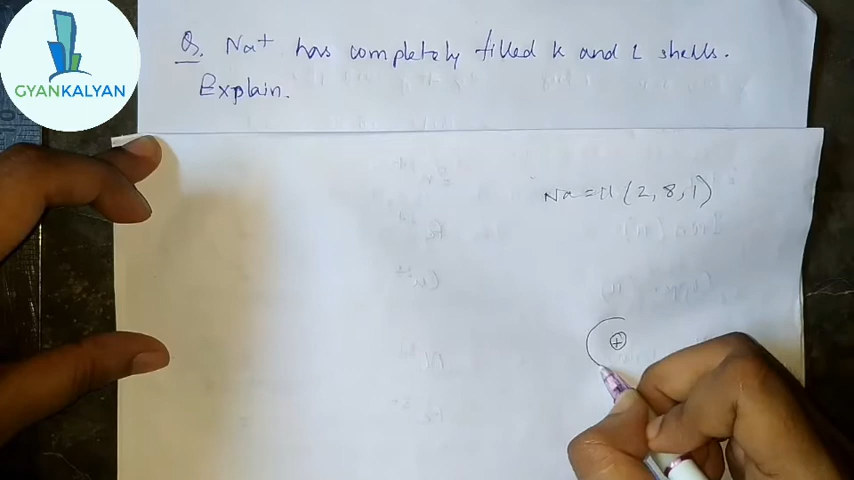 GYANKALYAN
Q. Na+ has completely filled K and L shells.
Explain.
Na = 11 (2, 8, 1)
+